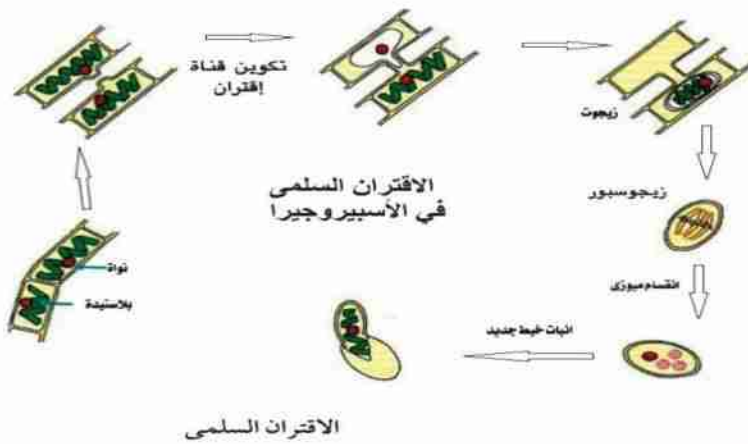 تكوين قناة
إقتران
زيجوت
الاقتران السلمى
في الأسبيروجيرا
زيجوسبور
نواة
بلاستيدة
انقسام ميوزى
انبات خيط جديد
الاقتران السلمى